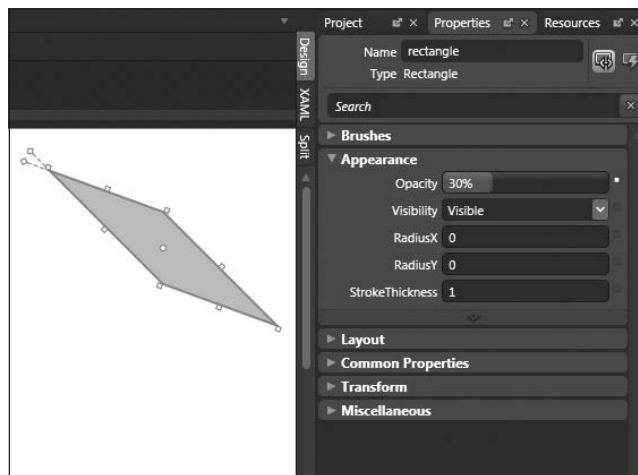 Project
Properties
Resources
Name rectangle
Type Rectangle
Search
Brushes
Appearance
Opacity 30%
Visibility Visible
RadiusX 0
RadiusY 0
StrokeThickness 1
Layout
Common Properties
Transform
Miscellaneous
Design
XAML
Split